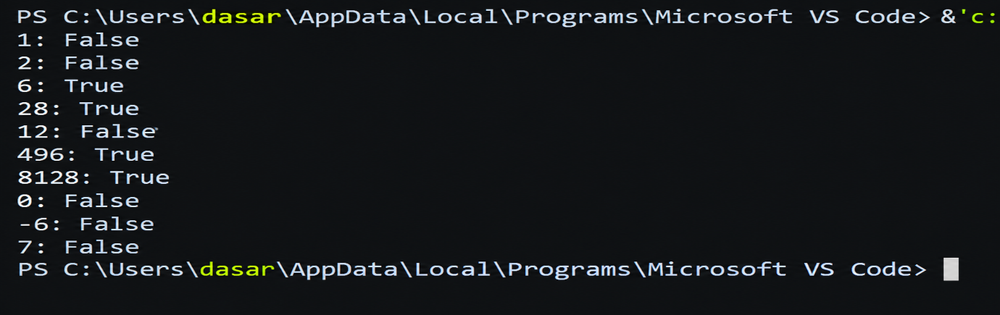 PS C:\Users\dasar\AppData\Local\Programs\Microsoft VS Code> &'c:
1: False
2: False
6: True
28: True
12: False
496: True
8128: True
0: False
-6: False
7: False
PS C:\Users\dasar\AppData\Local\Programs\Microsoft VS Code>